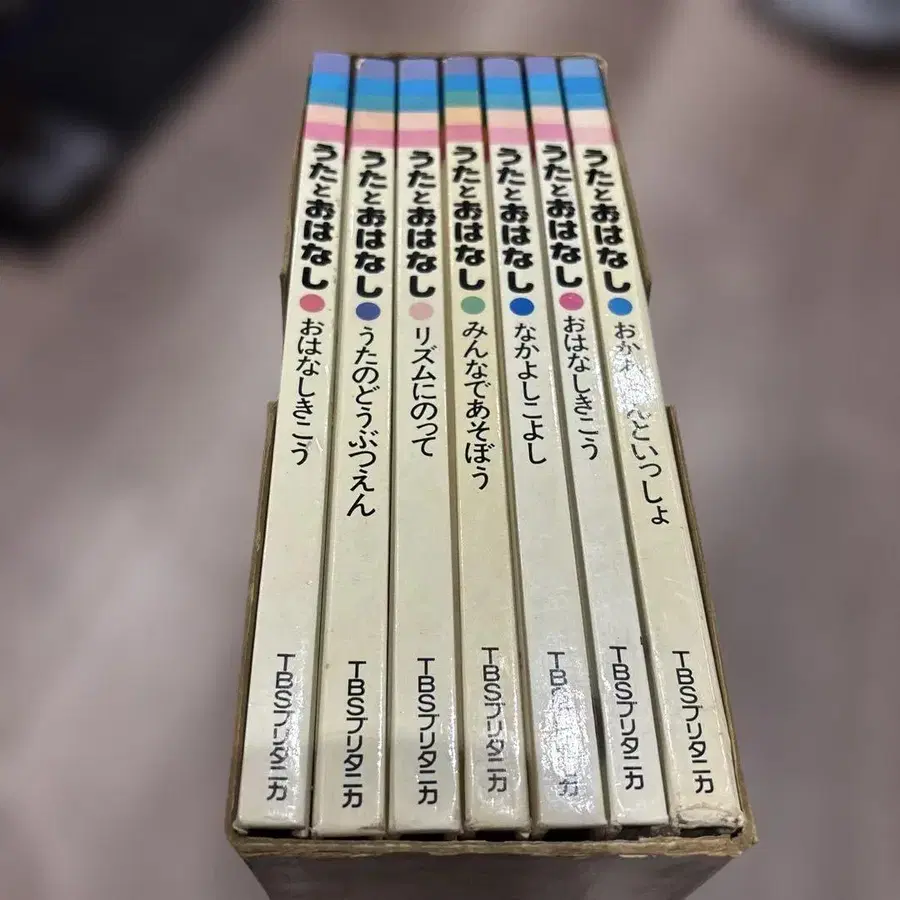 うたとおはなし
おはなしきこう
TBSブリタニカ
うたとおはなし
うたのどうぶつえん
TBSブリタニカ
うたとおはなし
リズムにのって
TBSブリタニカ
うたとおはなし
みんなであそぼう
TBSブリタニカ
うたとおはなし
なかよしこよし
TBS
カ
うたとおはなし
おはなしきこう
TBSブリタニカ
うたとおはなし
おか
んといっしょ
TBSブリタニカ